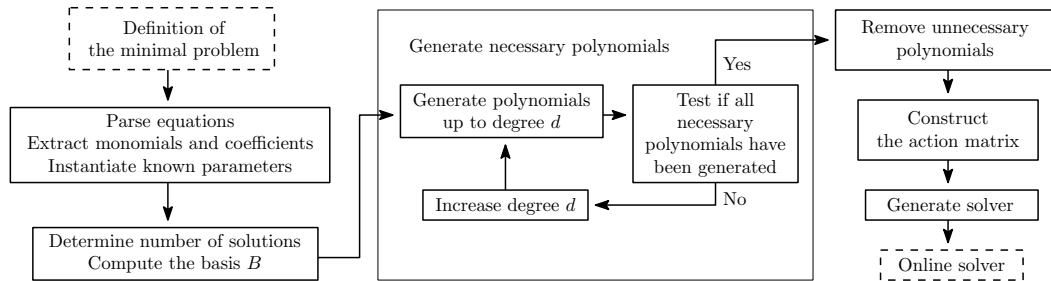 Definition of
the minimal problem
Parse equations
Extract monomials and coefficients
Instantiate known parameters
Determine number of solutions
Compute the basis B
Generate necessary polynomials
Generate polynomials
up to degree d
Test if all
necessary
polynomials have
been generated
Yes
No
Increase degree d
Remove unnecessary
polynomials
Construct
the action matrix
Generate solver
Online solver